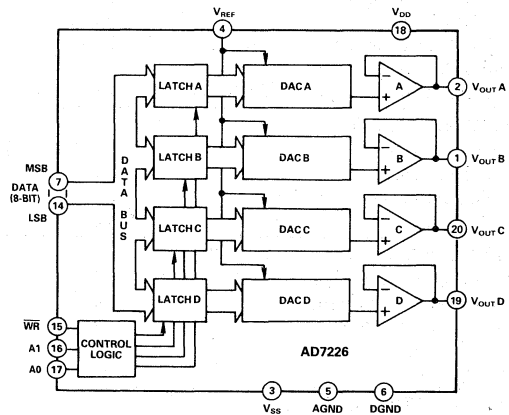 VREF
VDD
4
18
LATCH A
DAC A
A
2
VOUT A
LATCH B
DAC B
B
1
VOUT B
MSB
7
DATA
(8-BIT)
14
LSB
DATA BUS
LATCH C
DAC C
C
20
VOUT C
LATCH D
DAC D
D
19
VOUT D
WR
15
A1
16
A0
17
CONTROL
LOGIC
AD7226
3
5
6
VSS
AGND
DGND